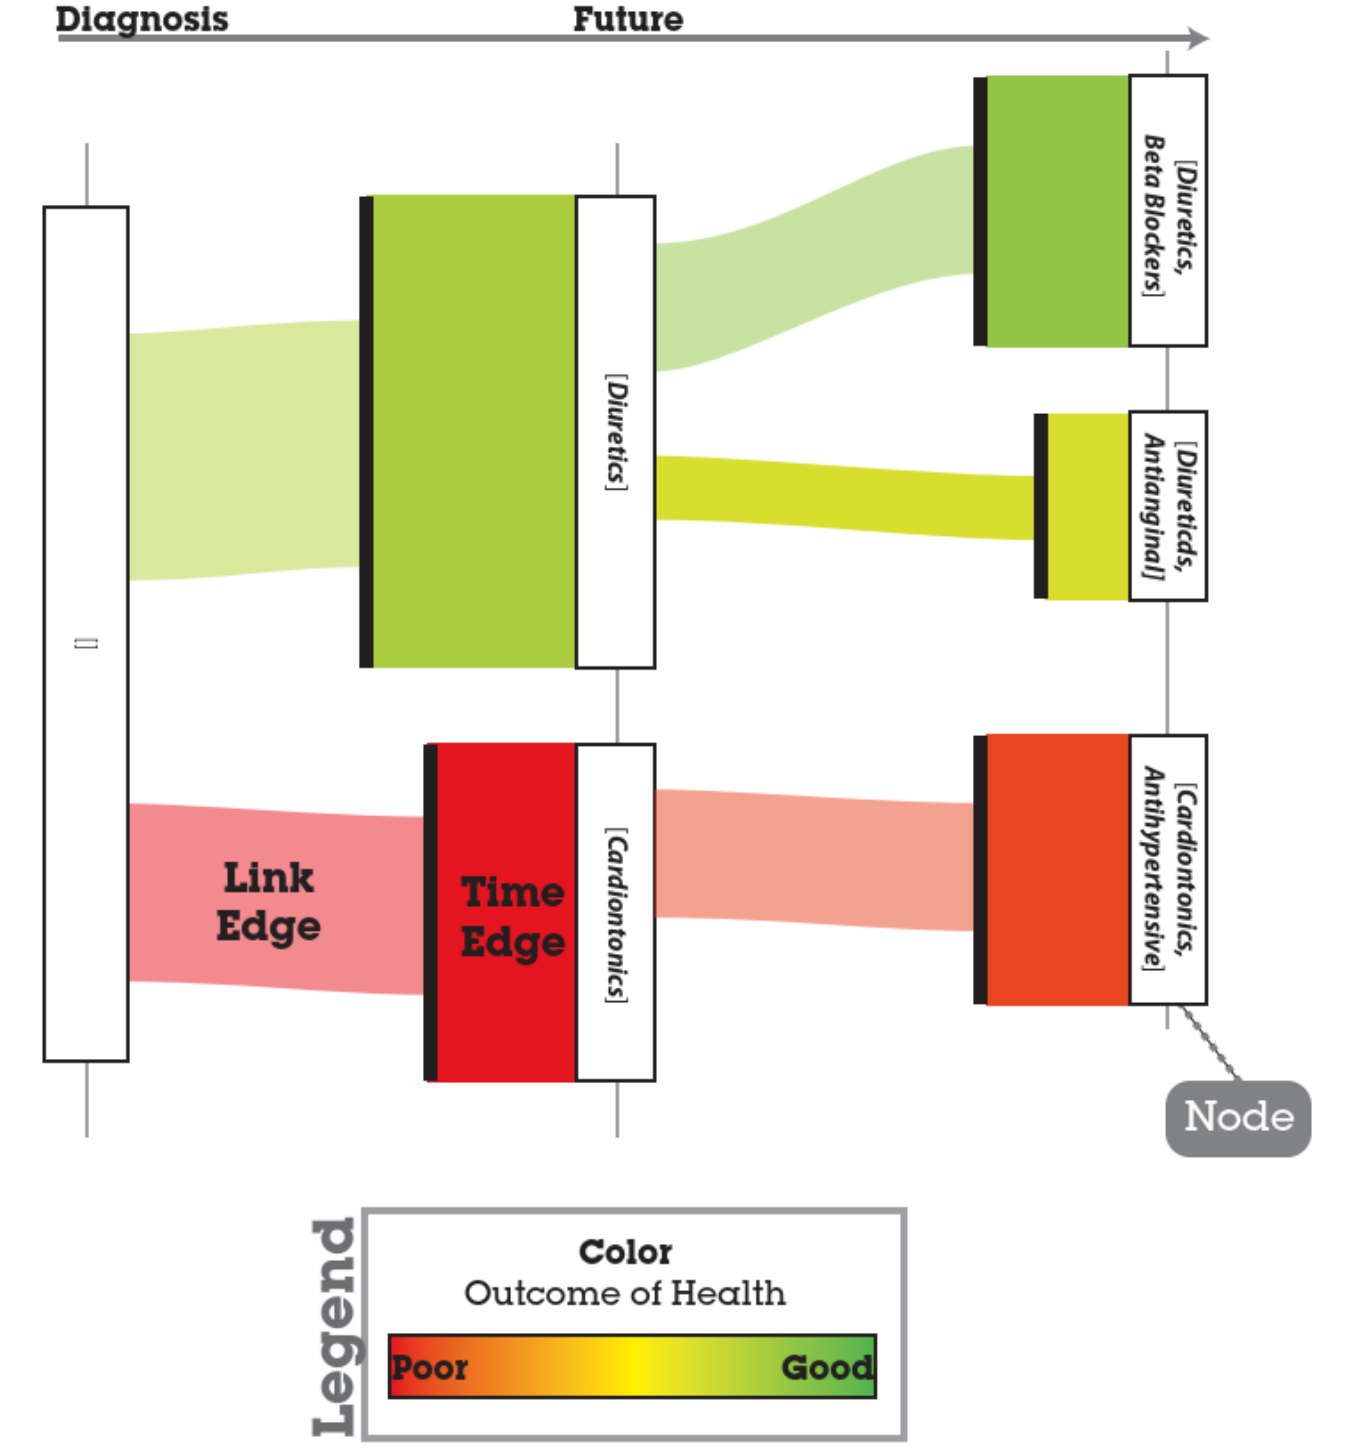 Diagnosis
Future
[]
[Diuretics]
[Cardiontonics]
[Diuretics,
Beta Blockers]
[Diureticds,
Antianginal]
[Cardiontonics,
Antihypertensive]
Link
Edge
Time
Edge
Node
Legend
Color
Outcome of Health
Poor
Good